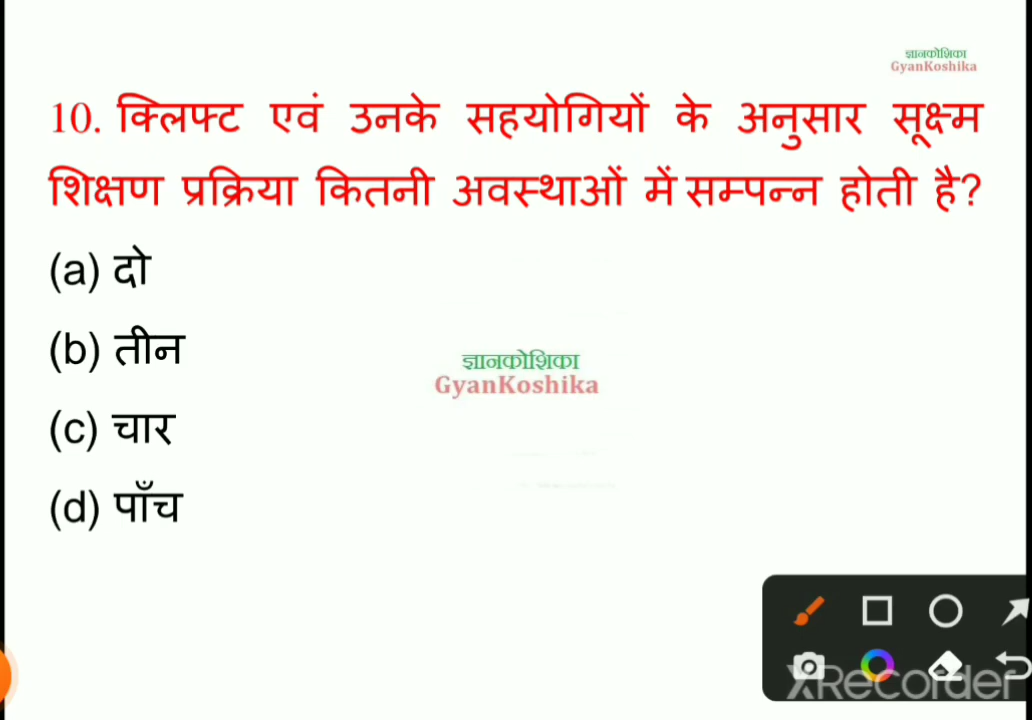 ज्ञानकोशिका
GyanKoshika
10. क्लिफ्ट एवं उनके सहयोगियों के अनुसार सूक्ष्म
शिक्षण प्रक्रिया कितनी अवस्थाओं में सम्पन्न होती है?
(a) दो
(b) तीन
ज्ञानकोशिका
GyanKoshika
(c) चार
(d) पाँच
XRecorder